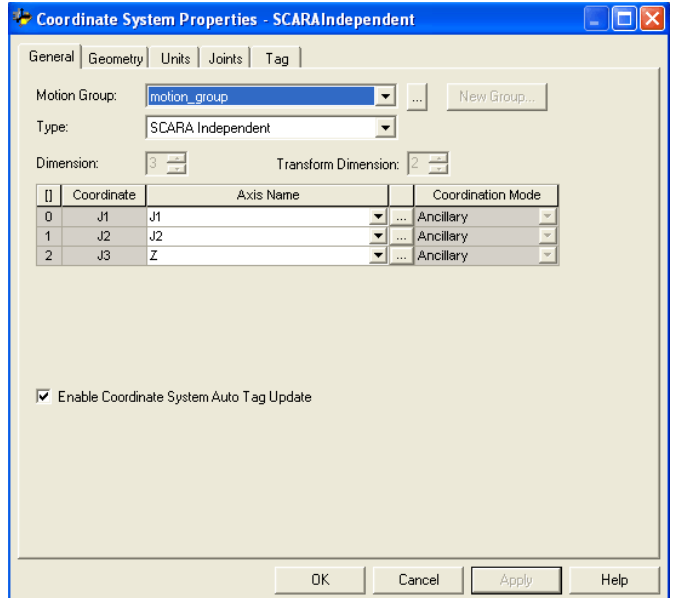 Coordinate System Properties - SCARAIndependent
General Geometry Units Joints Tag
Motion Group: motion_group ... New Group...
Type: SCARA Independent
Dimension: 3 Transform Dimension: 2
[] Coordinate Axis Name Coordination Mode
0 J1 J1 ... Ancillary
1 J2 J2 ... Ancillary
2 J3 Z ... Ancillary
Enable Coordinate System Auto Tag Update
OK Cancel Apply Help